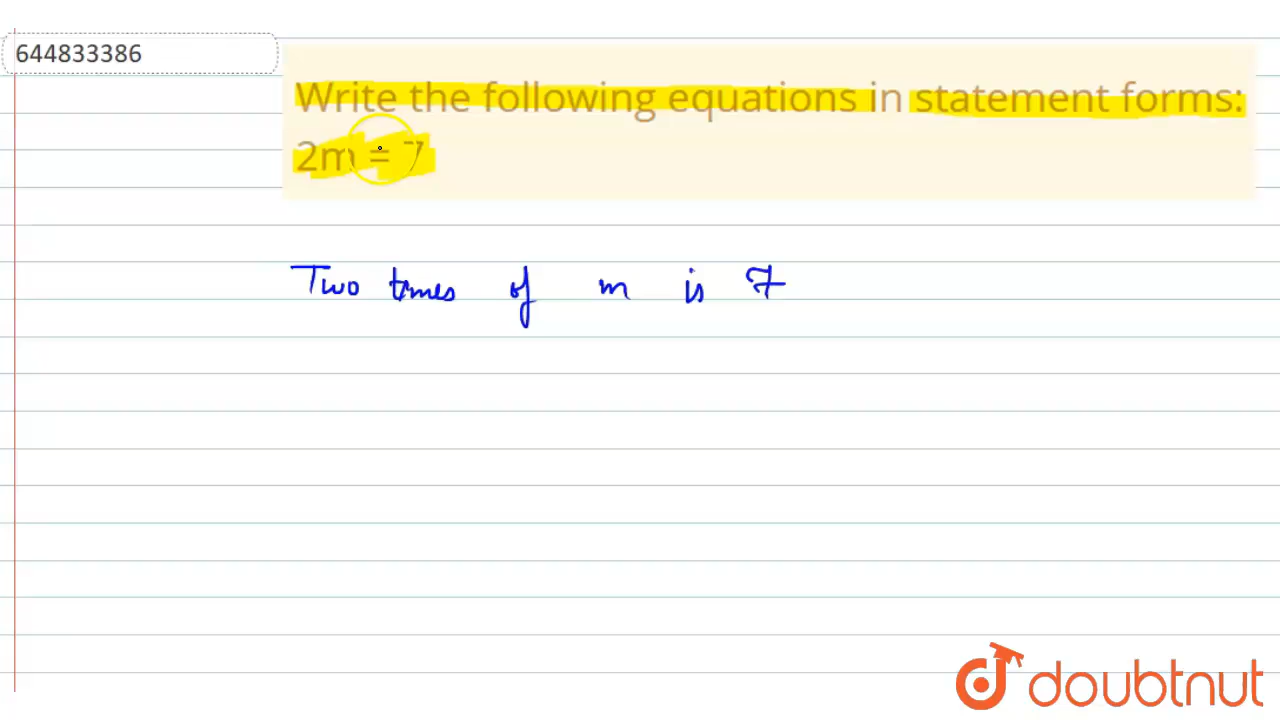 644833386
Write the following equations in statement forms:
2m = 7
Two times of m is 7
doubtnut